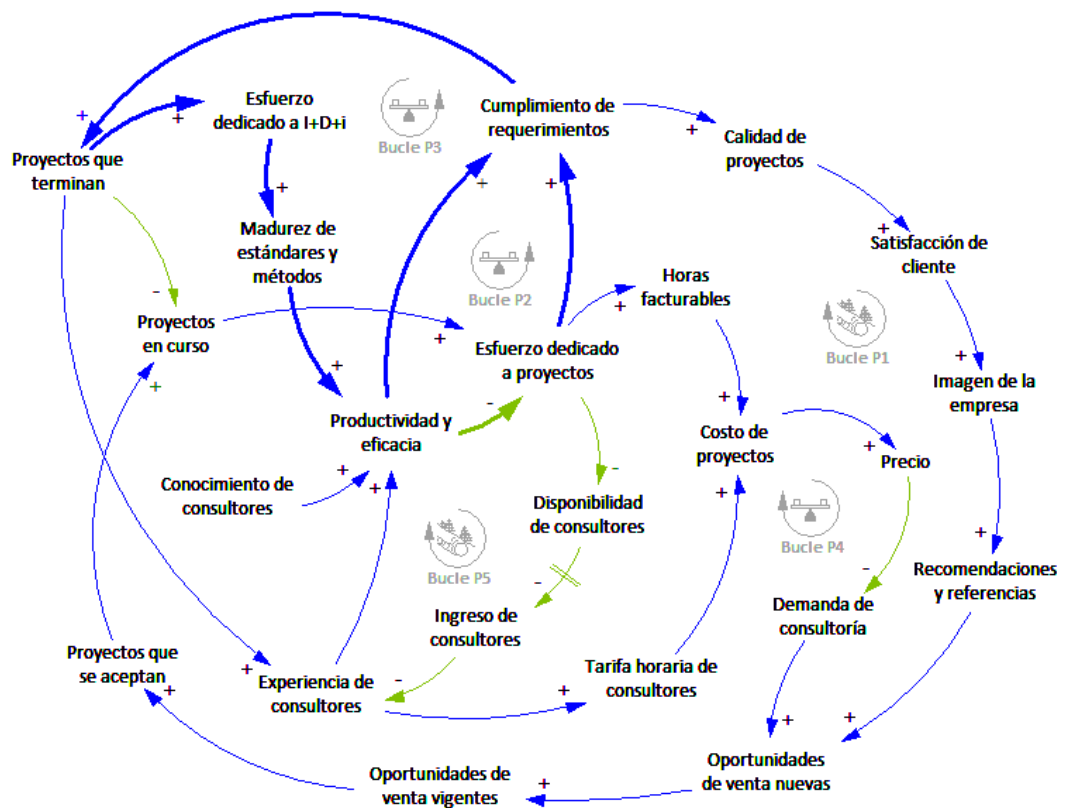 Esfuerzo
dedicado a I+D+i
Bucle P3
Cumplimiento de
requerimientos
Calidad de
proyectos
Proyectos que
terminan
Madurez de
estándares y
métodos
Bucle P2
Horas
facturables
Satisfacción de
cliente
Proyectos
en curso
Esfuerzo dedicado
a proyectos
Bucle P1
Imagen de la
empresa
Productividad y
eficacia
Costo de
proyectos
Precio
Conocimiento de
consultores
Disponibilidad
de consultores
Bucle P4
Bucle P5
Recomendaciones
y referencias
Ingreso de
consultores
Demanda de
consultoría
Proyectos que
se aceptan
Experiencia de
consultores
Tarifa horaria de
consultores
Oportunidades de
venta vigentes
Oportunidades
de venta nuevas
+
+
+
+
+
+
+
-
+
+
+
-
+
+
+
+
+
+
-
+
+
-
-
+
+
-
+
+
+
+
+